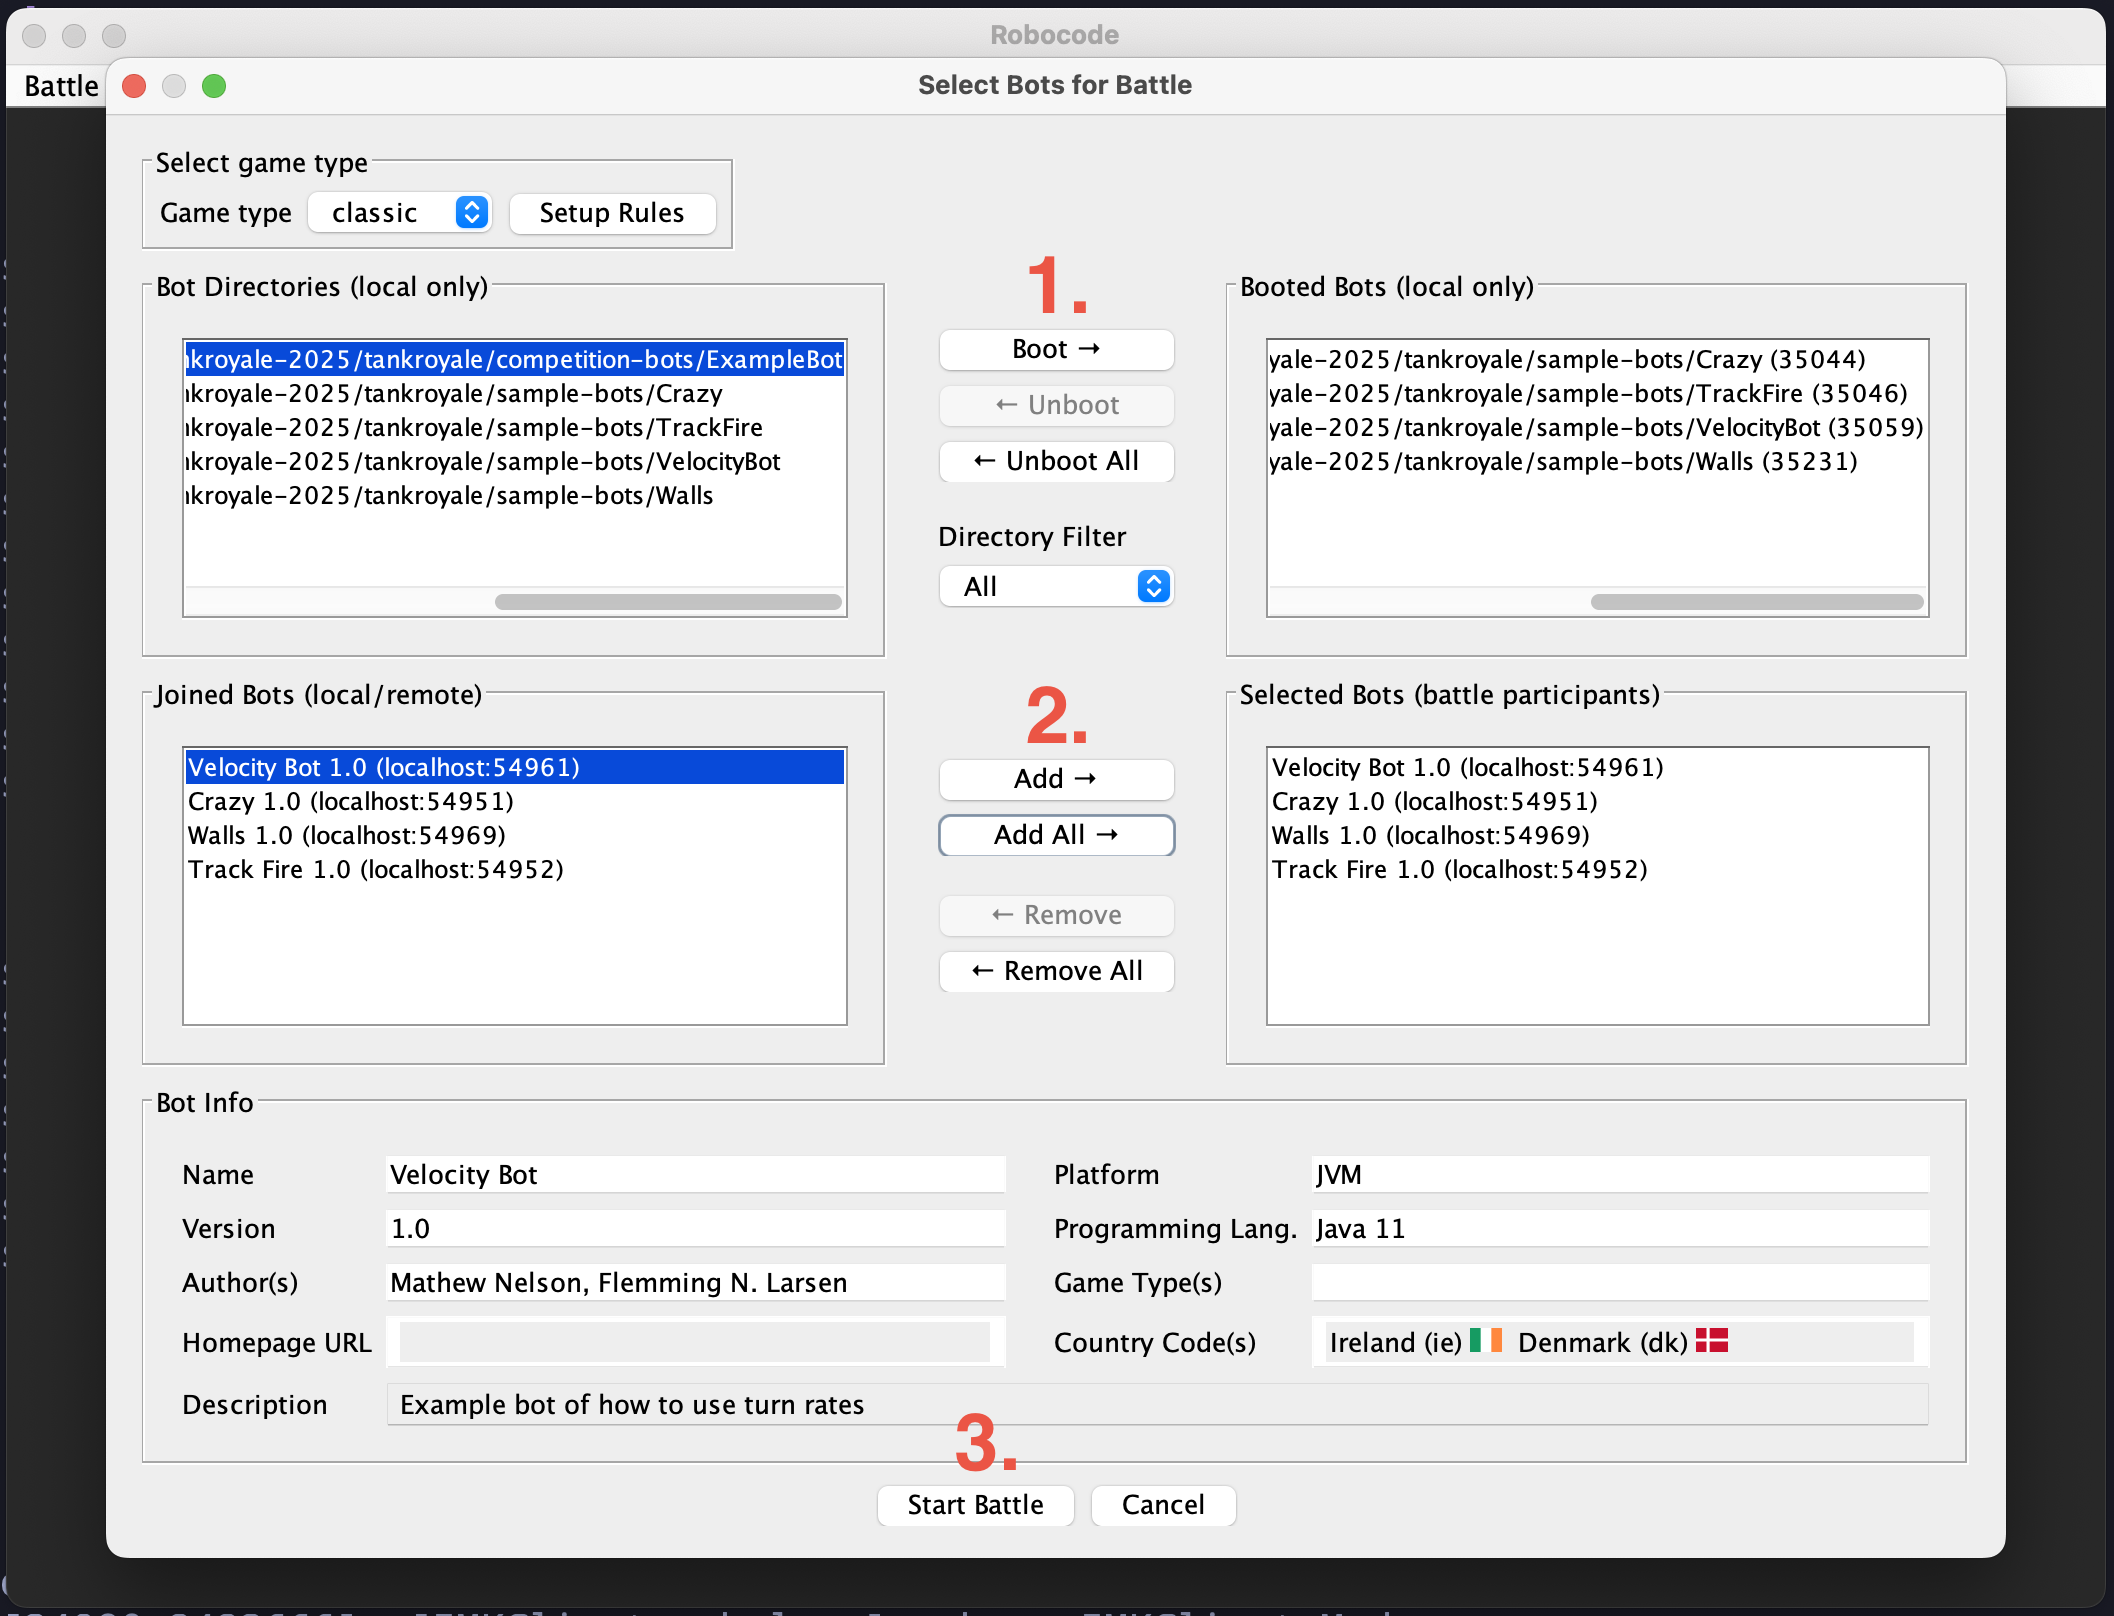 Robocode
Battle
Select Bots for Battle
Select game type
Game type
classic
Setup Rules
Bot Directories (local only)
kroyale-2025/tankroyale/competition-bots/ExampleBot
kroyale-2025/tankroyale/sample-bots/Crazy
kroyale-2025/tankroyale/sample-bots/TrackFire
kroyale-2025/tankroyale/sample-bots/VelocityBot
kroyale-2025/tankroyale/sample-bots/Walls
1.
Boot →
← Unboot
← Unboot All
Directory Filter
All
Booted Bots (local only)
yale-2025/tankroyale/sample-bots/Crazy (35044)
yale-2025/tankroyale/sample-bots/TrackFire (35046)
yale-2025/tankroyale/sample-bots/VelocityBot (35059)
yale-2025/tankroyale/sample-bots/Walls (35231)
Joined Bots (local/remote)
Velocity Bot 1.0 (localhost:54961)
Crazy 1.0 (localhost:54951)
Walls 1.0 (localhost:54969)
Track Fire 1.0 (localhost:54952)
2.
Add →
Add All →
← Remove
← Remove All
Selected Bots (battle participants)
Velocity Bot 1.0 (localhost:54961)
Crazy 1.0 (localhost:54951)
Walls 1.0 (localhost:54969)
Track Fire 1.0 (localhost:54952)
Bot Info
Name
Velocity Bot
Platform
JVM
Version
1.0
Programming Lang.
Java 11
Author(s)
Mathew Nelson, Flemming N. Larsen
Game Type(s)
Homepage URL
Country Code(s)
Ireland (ie) Denmark (dk)
Description
Example bot of how to use turn rates
3.
Start Battle
Cancel